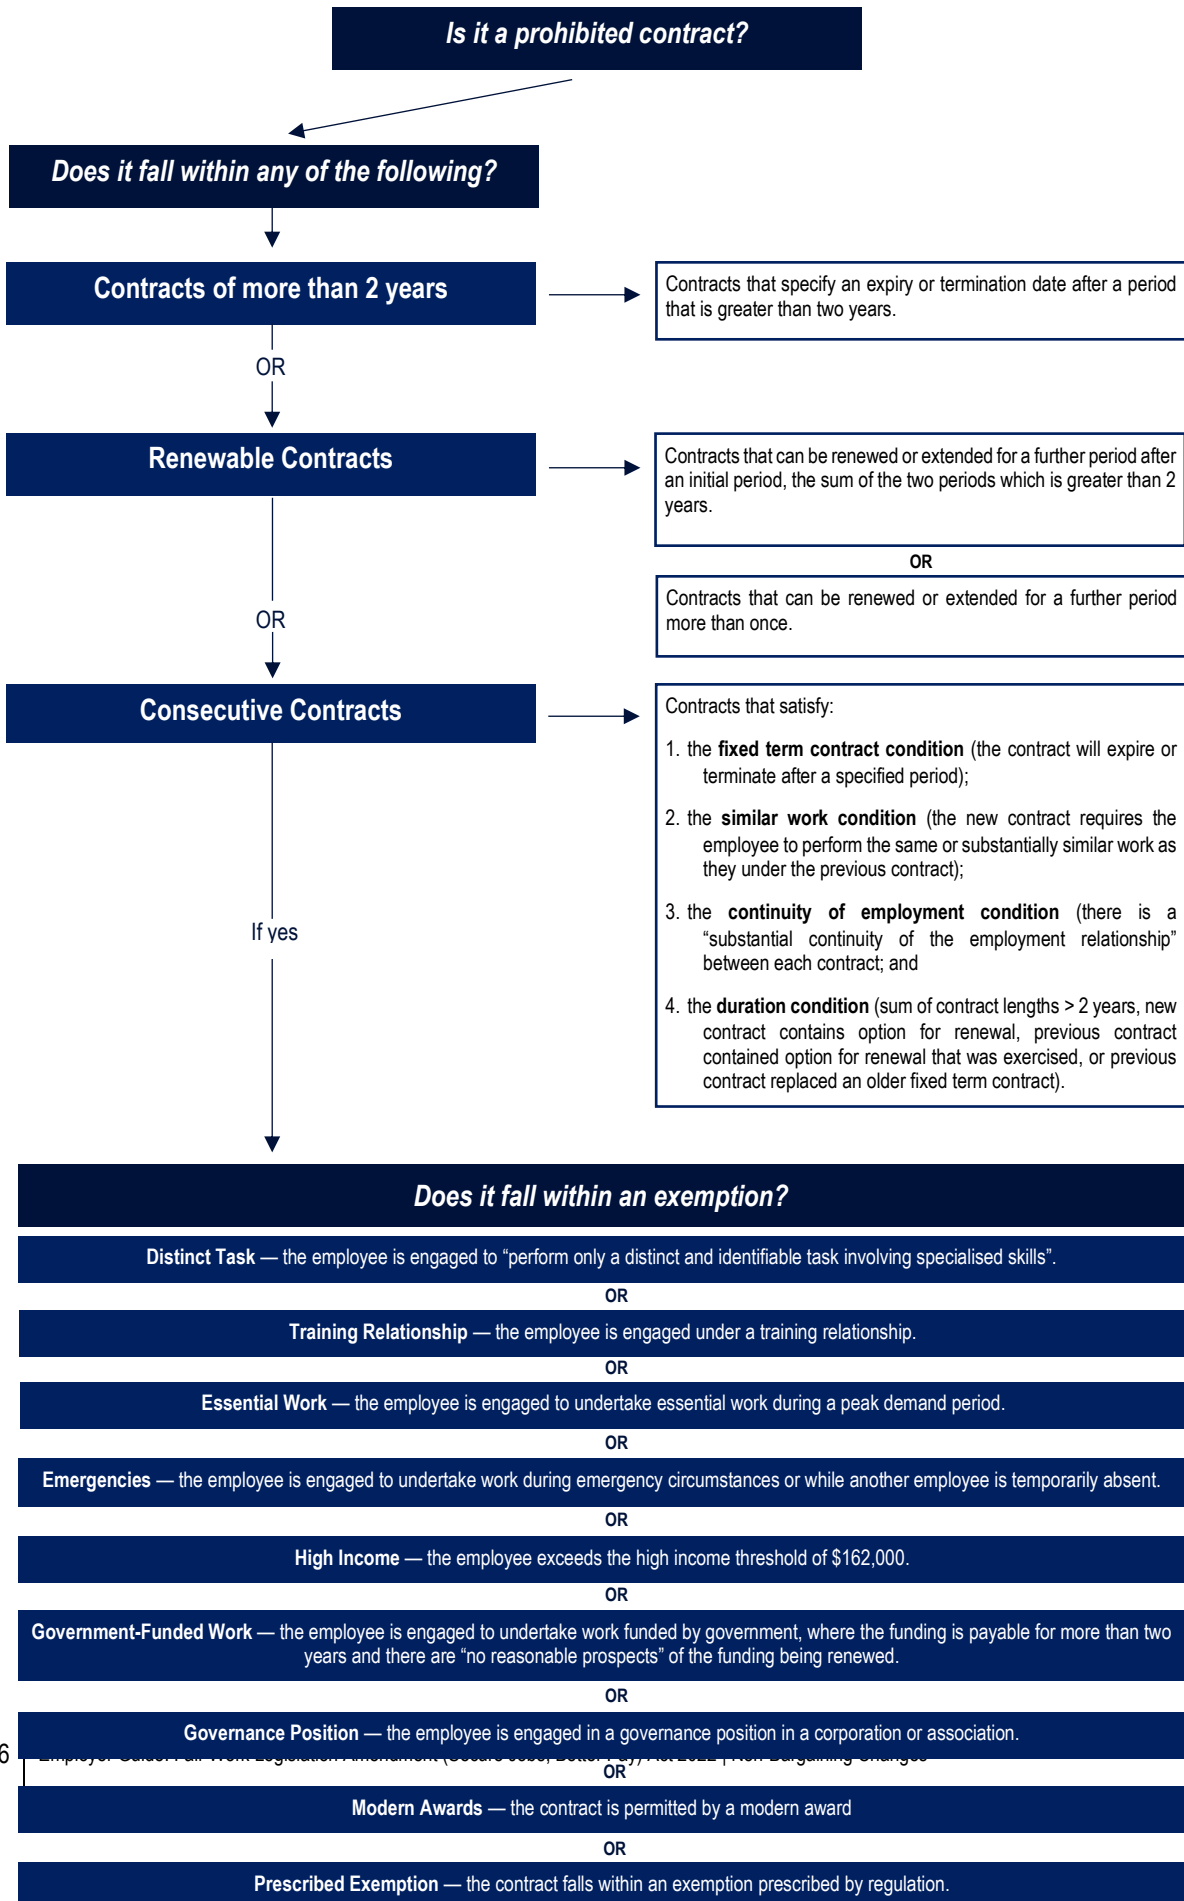 Is it a prohibited contract?
Does it fall within any of the following?
Contracts of more than 2 years
Contracts that specify an expiry or termination date after a period
that is greater than two years.
OR
Renewable Contracts
Contracts that can be renewed or extended for a further period after
an initial period, the sum of the two periods which is greater than 2
years.
OR
Contracts that can be renewed or extended for a further period
more than once.
OR
Consecutive Contracts
Contracts that satisfy:
1. the fixed term contract condition (the contract will expire or
terminate after a specified period);
2. the similar work condition (the new contract requires the
employee to perform the same or substantially similar work as
they under the previous contract);
3. the continuity of employment condition (there is a
“substantial continuity of the employment relationship”
between each contract; and
4. the duration condition (sum of contract lengths > 2 years, new
contract contains option for renewal, previous contract
contained option for renewal that was exercised, or previous
contract replaced an older fixed term contract).
If yes
Does it fall within an exemption?
Distinct Task — the employee is engaged to “perform only a distinct and identifiable task involving specialised skills”.
OR
Training Relationship — the employee is engaged under a training relationship.
OR
Essential Work — the employee is engaged to undertake essential work during a peak demand period.
OR
Emergencies — the employee is engaged to undertake work during emergency circumstances or while another employee is temporarily absent.
OR
High Income — the employee exceeds the high income threshold of $162,000.
OR
Government-Funded Work — the employee is engaged to undertake work funded by government, where the funding is payable for more than two
years and there are “no reasonable prospects” of the funding being renewed.
OR
Governance Position — the employee is engaged in a governance position in a corporation or association.
6 Employer Guide: Fair Work Legislation Amendment (Secure Jobs, Better Pay) Act 2022 | Non-Bargaining Changes
OR
Modern Awards — the contract is permitted by a modern award
OR
Prescribed Exemption — the contract falls within an exemption prescribed by regulation.